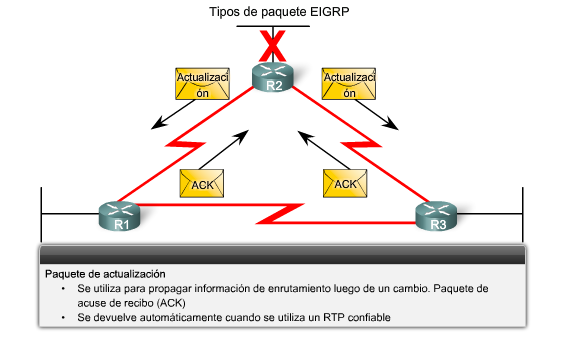 Tipos de paquete EIGRP
Actualizaci
ón
Actualizaci
ón
R2
ACK
ACK
R1
R3
Paquete de actualización
• Se utiliza para propagar información de enrutamiento luego de un cambio. Paquete de
acuse de recibo (ACK)
• Se devuelve automáticamente cuando se utiliza un RTP confiable